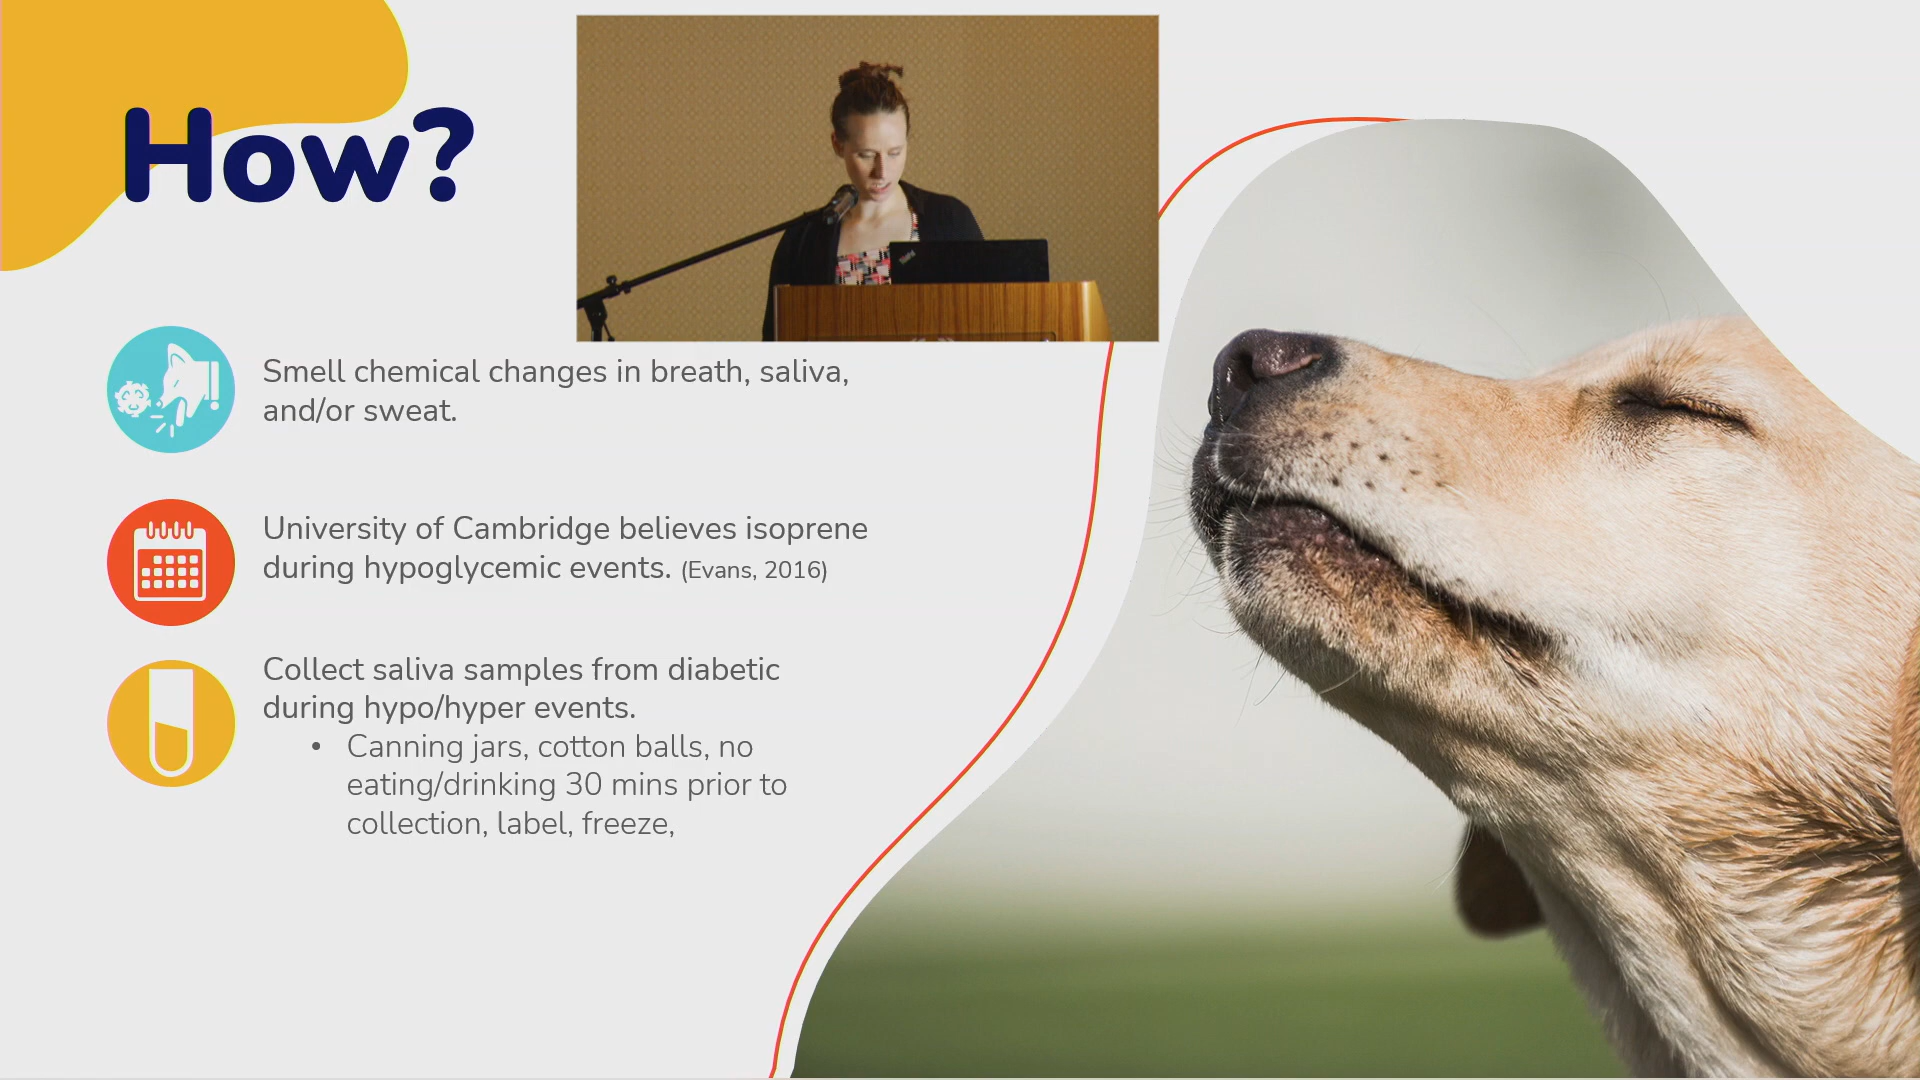 How?
Smell chemical changes in breath, saliva,
and/or sweat.
University of Cambridge believes isoprene
during hypoglycemic events. (Evans, 2016)
Collect saliva samples from diabetic
during hypo/hyper events.
• Canning jars, cotton balls, no
eating/drinking 30 mins prior to
collection, label, freeze,